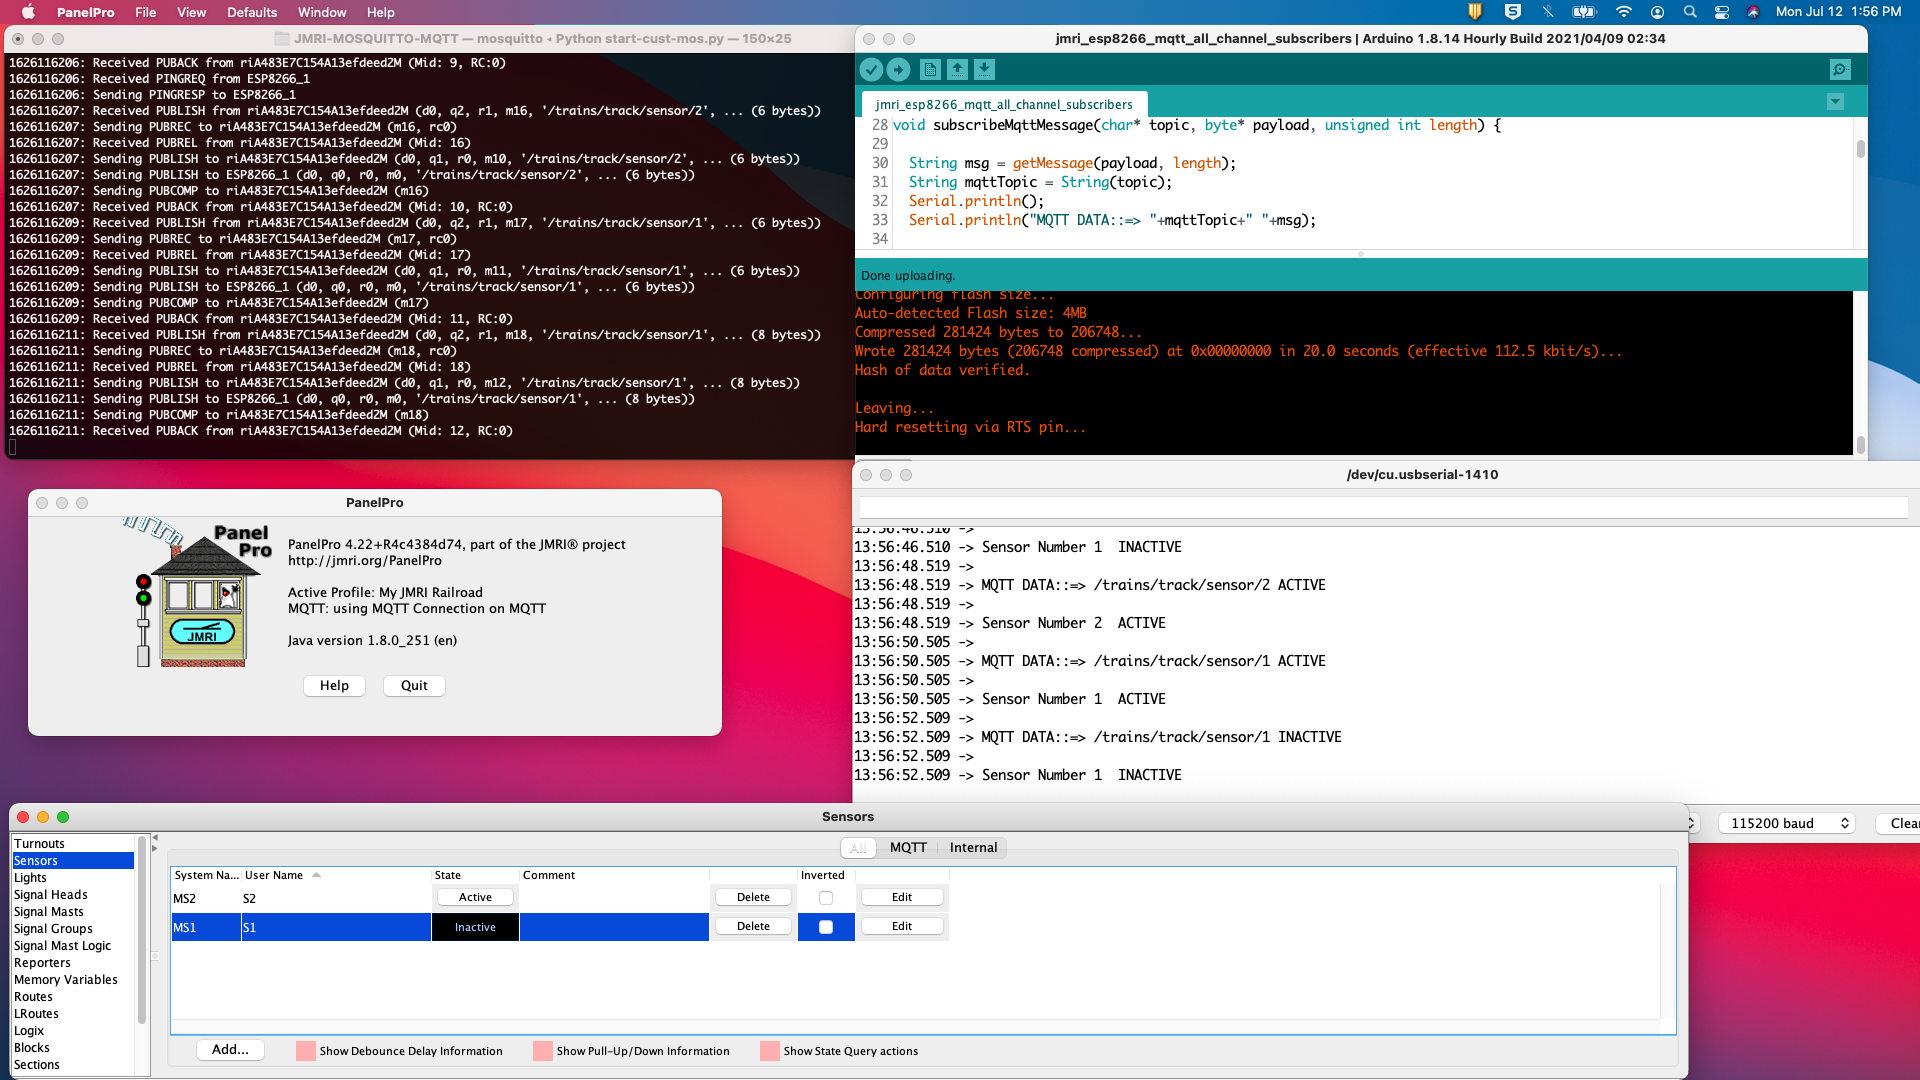 PanelPro File View Defaults Window Help
Mon Jul 12 1:56 PM
JMRI-MOSQUITTO-MQTT — mosquitto ◂ Python start-cust-mos.py — 150×25
1626116206: Received PUBACK from riA483E7C154A13efdeed2M (Mid: 9, RC:0)
1626116206: Received PINGREQ from ESP8266_1
1626116206: Sending PINGRESP to ESP8266_1
1626116207: Received PUBLISH from riA483E7C154A13efdeed2M (d0, q2, r1, m16, '/trains/track/sensor/2', ... (6 bytes))
1626116207: Sending PUBREC to riA483E7C154A13efdeed2M (m16, rc0)
1626116207: Received PUBREL from riA483E7C154A13efdeed2M (Mid: 16)
1626116207: Sending PUBLISH to riA483E7C154A13efdeed2M (d0, q1, r0, m10, '/trains/track/sensor/2', ... (6 bytes))
1626116207: Sending PUBLISH to ESP8266_1 (d0, q0, r0, m0, '/trains/track/sensor/2', ... (6 bytes))
1626116207: Sending PUBCOMP to riA483E7C154A13efdeed2M (m16)
1626116207: Received PUBACK from riA483E7C154A13efdeed2M (Mid: 10, RC:0)
1626116209: Received PUBLISH from riA483E7C154A13efdeed2M (d0, q2, r1, m17, '/trains/track/sensor/1', ... (6 bytes))
1626116209: Sending PUBREC to riA483E7C154A13efdeed2M (m17, rc0)
1626116209: Received PUBREL from riA483E7C154A13efdeed2M (Mid: 17)
1626116209: Sending PUBLISH to riA483E7C154A13efdeed2M (d0, q1, r0, m11, '/trains/track/sensor/1', ... (6 bytes))
1626116209: Sending PUBLISH to ESP8266_1 (d0, q0, r0, m0, '/trains/track/sensor/1', ... (6 bytes))
1626116209: Sending PUBCOMP to riA483E7C154A13efdeed2M (m17)
1626116209: Received PUBACK from riA483E7C154A13efdeed2M (Mid: 11, RC:0)
1626116211: Received PUBLISH from riA483E7C154A13efdeed2M (d0, q2, r1, m18, '/trains/track/sensor/1', ... (8 bytes))
1626116211: Sending PUBREC to riA483E7C154A13efdeed2M (m18, rc0)
1626116211: Received PUBREL from riA483E7C154A13efdeed2M (Mid: 18)
1626116211: Sending PUBLISH to riA483E7C154A13efdeed2M (d0, q1, r0, m12, '/trains/track/sensor/1', ... (8 bytes))
1626116211: Sending PUBLISH to ESP8266_1 (d0, q0, r0, m0, '/trains/track/sensor/1', ... (8 bytes))
1626116211: Sending PUBCOMP to riA483E7C154A13efdeed2M (m18)
1626116211: Received PUBACK from riA483E7C154A13efdeed2M (Mid: 12, RC:0)
jmri_esp8266_mqtt_all_channel_subscribers | Arduino 1.8.14 Hourly Build 2021/04/09 02:34
jmri_esp8266_mqtt_all_channel_subscribers
28 void subscribeMqttMessage(char* topic, byte* payload, unsigned int length) {
29
30 String msg = getMessage(payload, length);
31 String mqttTopic = String(topic);
32 Serial.println();
33 Serial.println("MQTT DATA::=> "+mqttTopic+" "+msg);
34
Done uploading.
Configuring flash size...
Auto-detected Flash size: 4MB
Compressed 281424 bytes to 206748...
Wrote 281424 bytes (206748 compressed) at 0x00000000 in 20.0 seconds (effective 112.5 kbit/s)...
Hash of data verified.
Leaving...
Hard resetting via RTS pin...
PanelPro
Panel
Pro
JMRI
PanelPro 4.22+R4c4384d74, part of the JMRI® project
http://jmri.org/PanelPro
Active Profile: My JMRI Railroad
MQTT: using MQTT Connection on MQTT
Java version 1.8.0_251 (en)
Help Quit
/dev/cu.usbserial-1410
13:56:46.510 ->
13:56:46.510 -> Sensor Number 1  INACTIVE
13:56:48.519 ->
13:56:48.519 -> MQTT DATA::=> /trains/track/sensor/2 ACTIVE
13:56:48.519 ->
13:56:48.519 -> Sensor Number 2  ACTIVE
13:56:50.505 ->
13:56:50.505 -> MQTT DATA::=> /trains/track/sensor/1 ACTIVE
13:56:50.505 ->
13:56:50.505 -> Sensor Number 1  ACTIVE
13:56:52.509 ->
13:56:52.509 -> MQTT DATA::=> /trains/track/sensor/1 INACTIVE
13:56:52.509 ->
13:56:52.509 -> Sensor Number 1  INACTIVE
115200 baud Clea
Sensors
Turnouts
Sensors
Lights
Signal Heads
Signal Masts
Signal Groups
Signal Mast Logic
Reporters
Memory Variables
Routes
LRoutes
Logix
Blocks
Sections
All MQTT Internal
System Na... User Name State Comment Inverted
MS2 S2 Active Delete Edit
MS1 S1 Inactive Delete Edit
Add... Show Debounce Delay Information Show Pull-Up/Down Information Show State Query actions